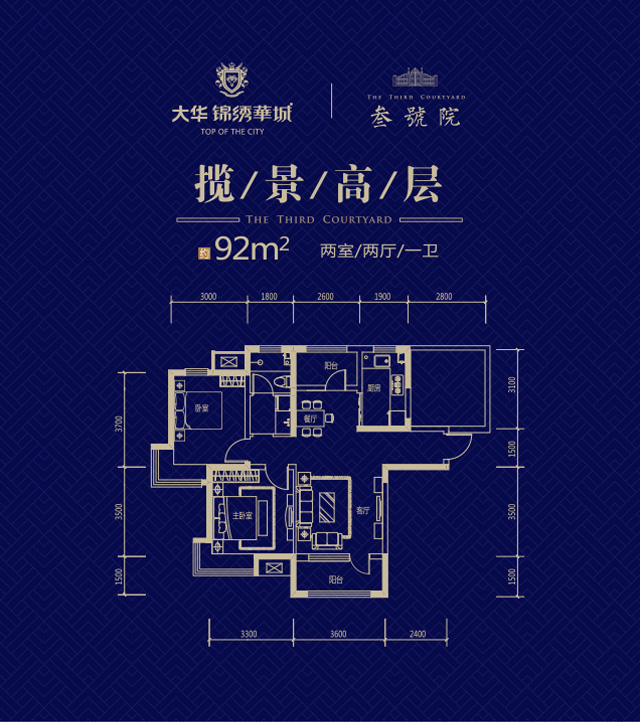 大华 锦绣華城
TOP OF THE CITY
THE THIRD COURTYARD
叁號院
揽/景/高/层
THE THIRD COURTYARD
约92m²
两室/两厅/一卫
3000 1800 2600 1900 2800
阳台
厨房
卧室
餐厅
主卧室
客厅
阳台
3700
3500
1500
3100
1500
3500
1500
3300 3600 2400